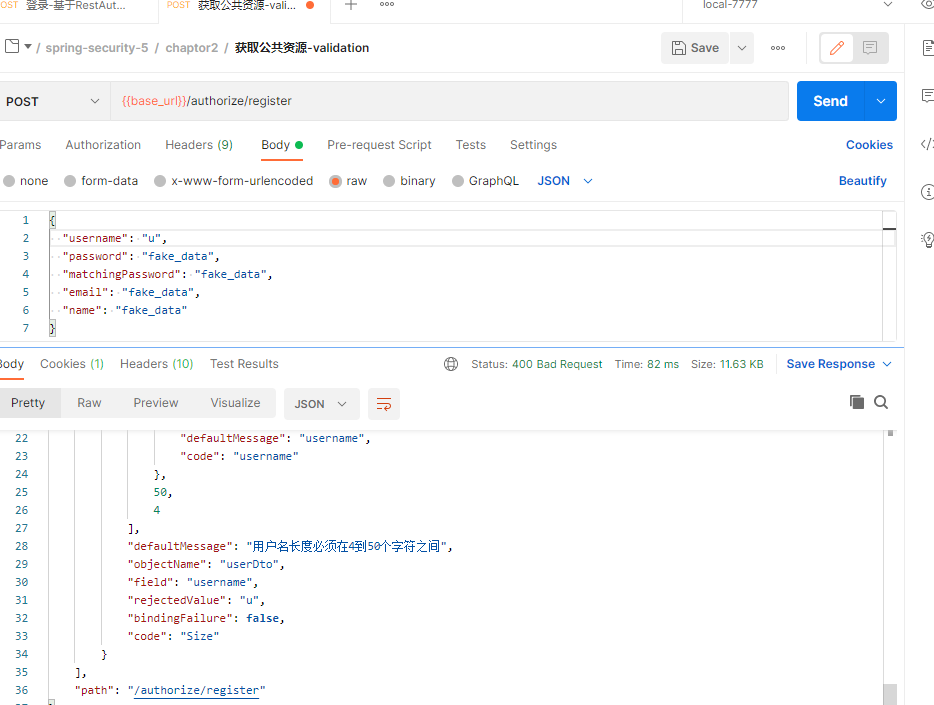 OST 登录-基于RestAut... POST 获取公共资源-vali... local-7777
/ spring-security-5 / chaptor2 / 获取公共资源-validation Save
POST {{base_url}}/authorize/register Send
Params Authorization Headers (9) Body Pre-request Script Tests Settings Cookies
none form-data x-www-form-urlencoded raw binary GraphQL JSON Beautify
1 {
2 "username": "u",
3 "password": "fake_data",
4 "matchingPassword": "fake_data",
5 "email": "fake_data",
6 "name": "fake_data"
7 }
Body Cookies (1) Headers (10) Test Results Status: 400 Bad Request Time: 82 ms Size: 11.63 KB Save Response
Pretty Raw Preview Visualize JSON
22 "defaultMessage": "username",
23 "code": "username"
24 },
25 50,
26 4
27 ],
28 "defaultMessage": "用户名长度必须在4到50个字符之间",
29 "objectName": "userDto",
30 "field": "username",
31 "rejectedValue": "u",
32 "bindingFailure": false,
33 "code": "Size"
34 }
35 ],
36 "path": "/authorize/register"